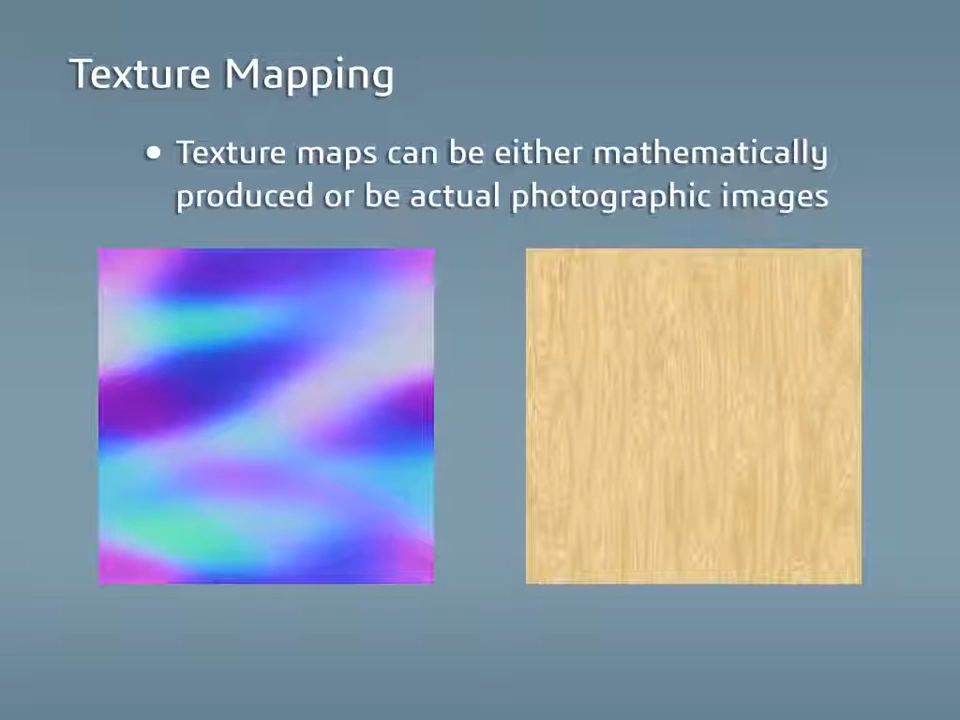 Texture Mapping
• Texture maps can be either mathematically
produced or be actual photographic images